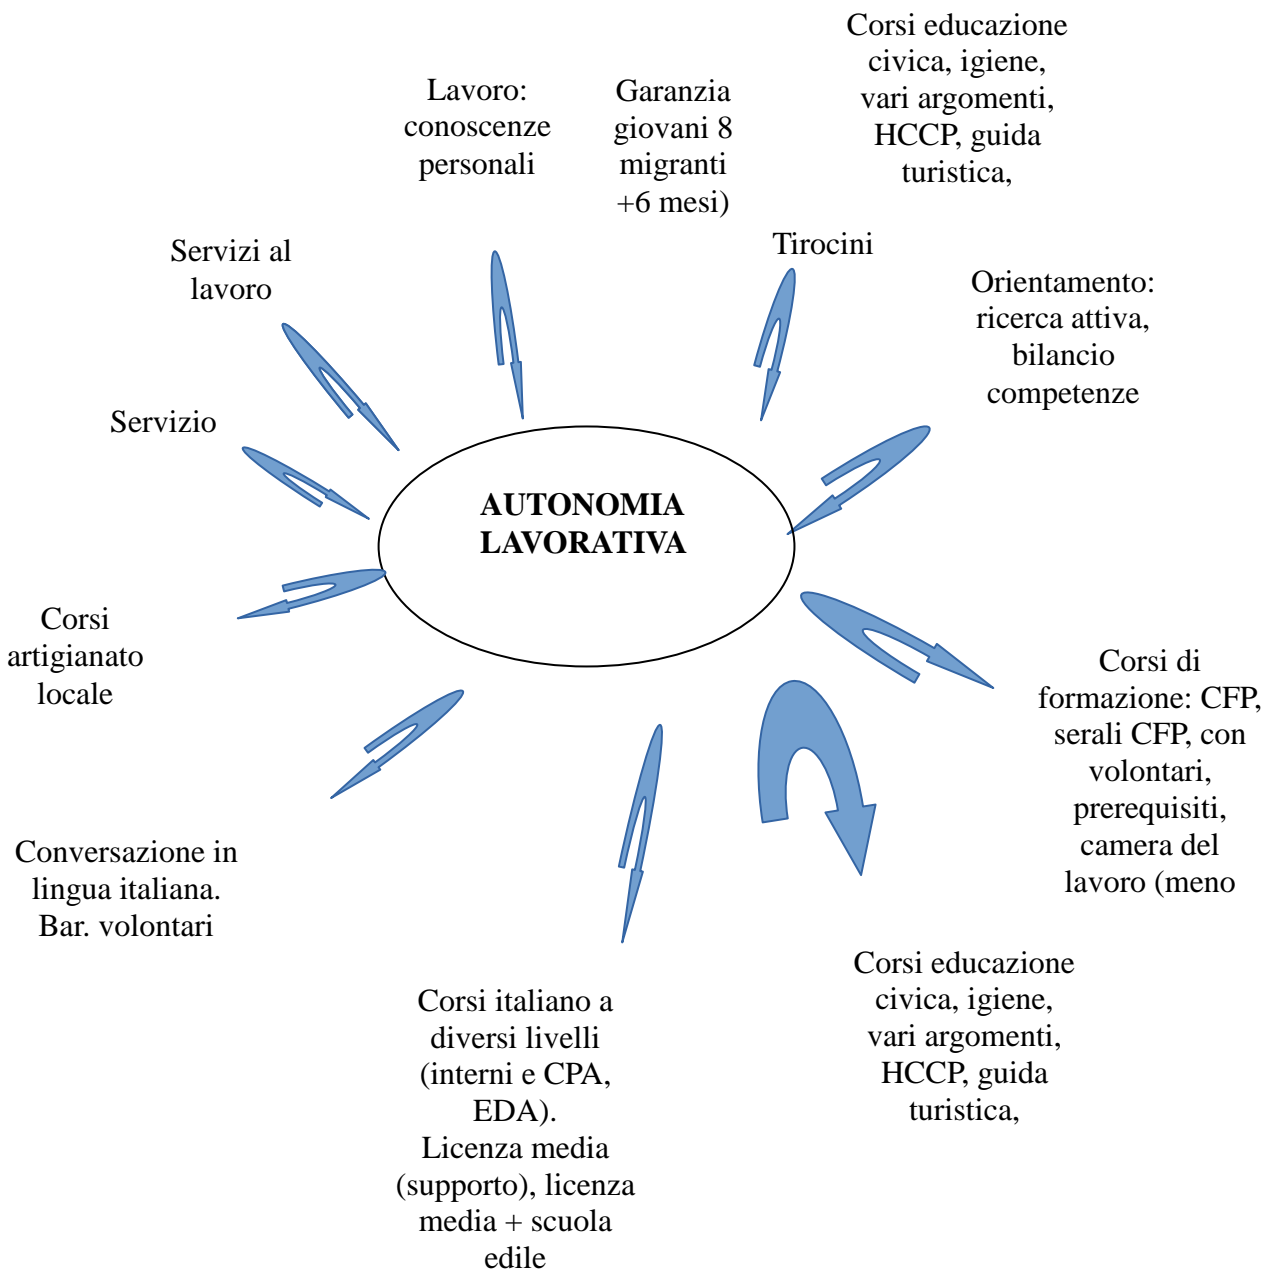 Corsi educazione
civica, igiene,
vari argomenti,
HCCP, guida
turistica,
Lavoro:
conoscenze
personali
Garanzia
giovani 8
migranti
+6 mesi)
Tirocini
Servizi al
lavoro
Orientamento:
ricerca attiva,
bilancio
competenze
Servizio
AUTONOMIA
LAVORATIVA
Corsi
artigianato
locale
Corsi di
formazione: CFP,
serali CFP, con
volontari,
prerequisiti,
camera del
lavoro (meno
Conversazione in
lingua italiana.
Bar. volontari
Corsi educazione
civica, igiene,
vari argomenti,
HCCP, guida
turistica,
Corsi italiano a
diversi livelli
(interni e CPA,
EDA).
Licenza media
(supporto), licenza
media + scuola
edile